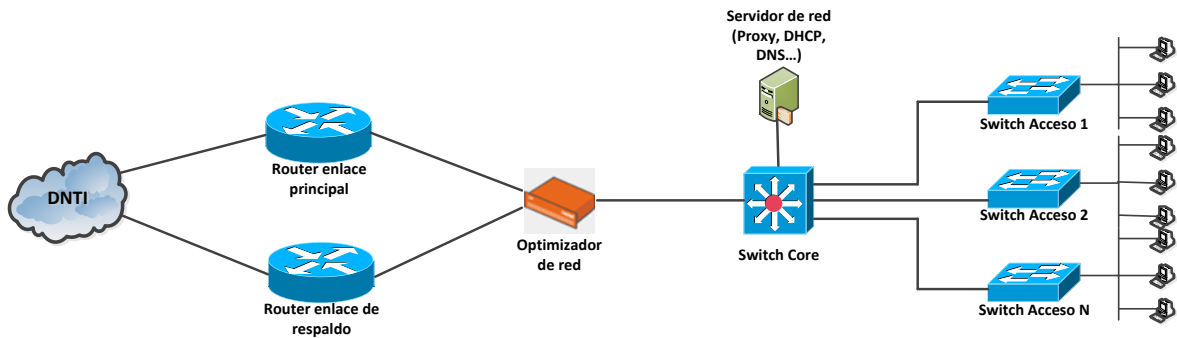 DNTI
Router enlace
principal
Router enlace de
respaldo
Optimizador
de red
Servidor de red
(Proxy, DHCP,
DNS...)
Switch Core
Switch Acceso 1
Switch Acceso 2
Switch Acceso N